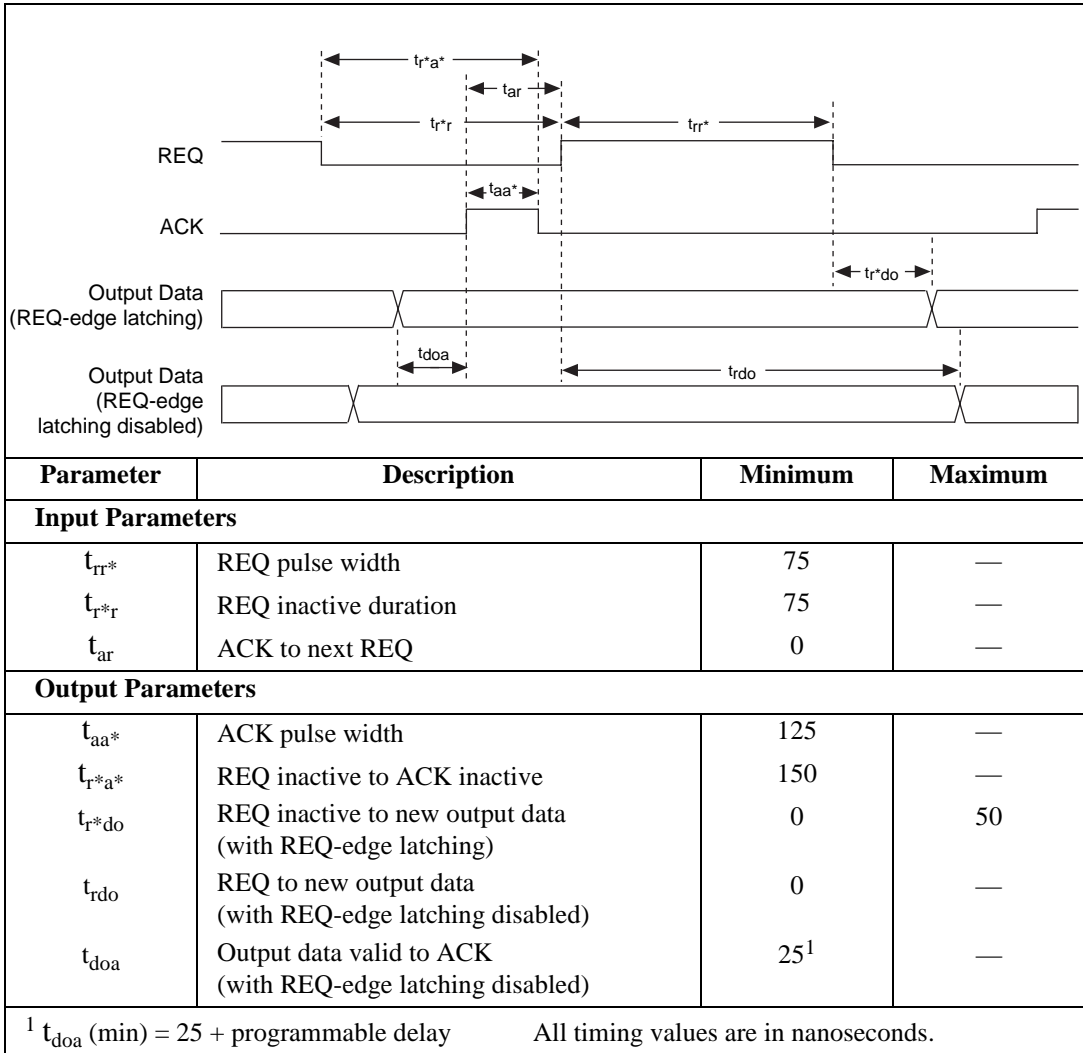 tr*a*
tar
tr*r
trr*
REQ
taa*
ACK
tr*do
Output Data
(REQ-edge latching)
tdoa
trdo
Output Data
(REQ-edge
latching disabled)
Parameter Description Minimum Maximum
Input Parameters
trr* REQ pulse width 75 —
tr*r REQ inactive duration 75 —
tar ACK to next REQ 0 —
Output Parameters
taa* ACK pulse width 125 —
tr*a* REQ inactive to ACK inactive 150 —
tr*do REQ inactive to new output data 0 50
(with REQ-edge latching)
trdo REQ to new output data 0 —
(with REQ-edge latching disabled)
tdoa Output data valid to ACK 25¹ —
(with REQ-edge latching disabled)
¹ tdoa (min) = 25 + programmable delay All timing values are in nanoseconds.